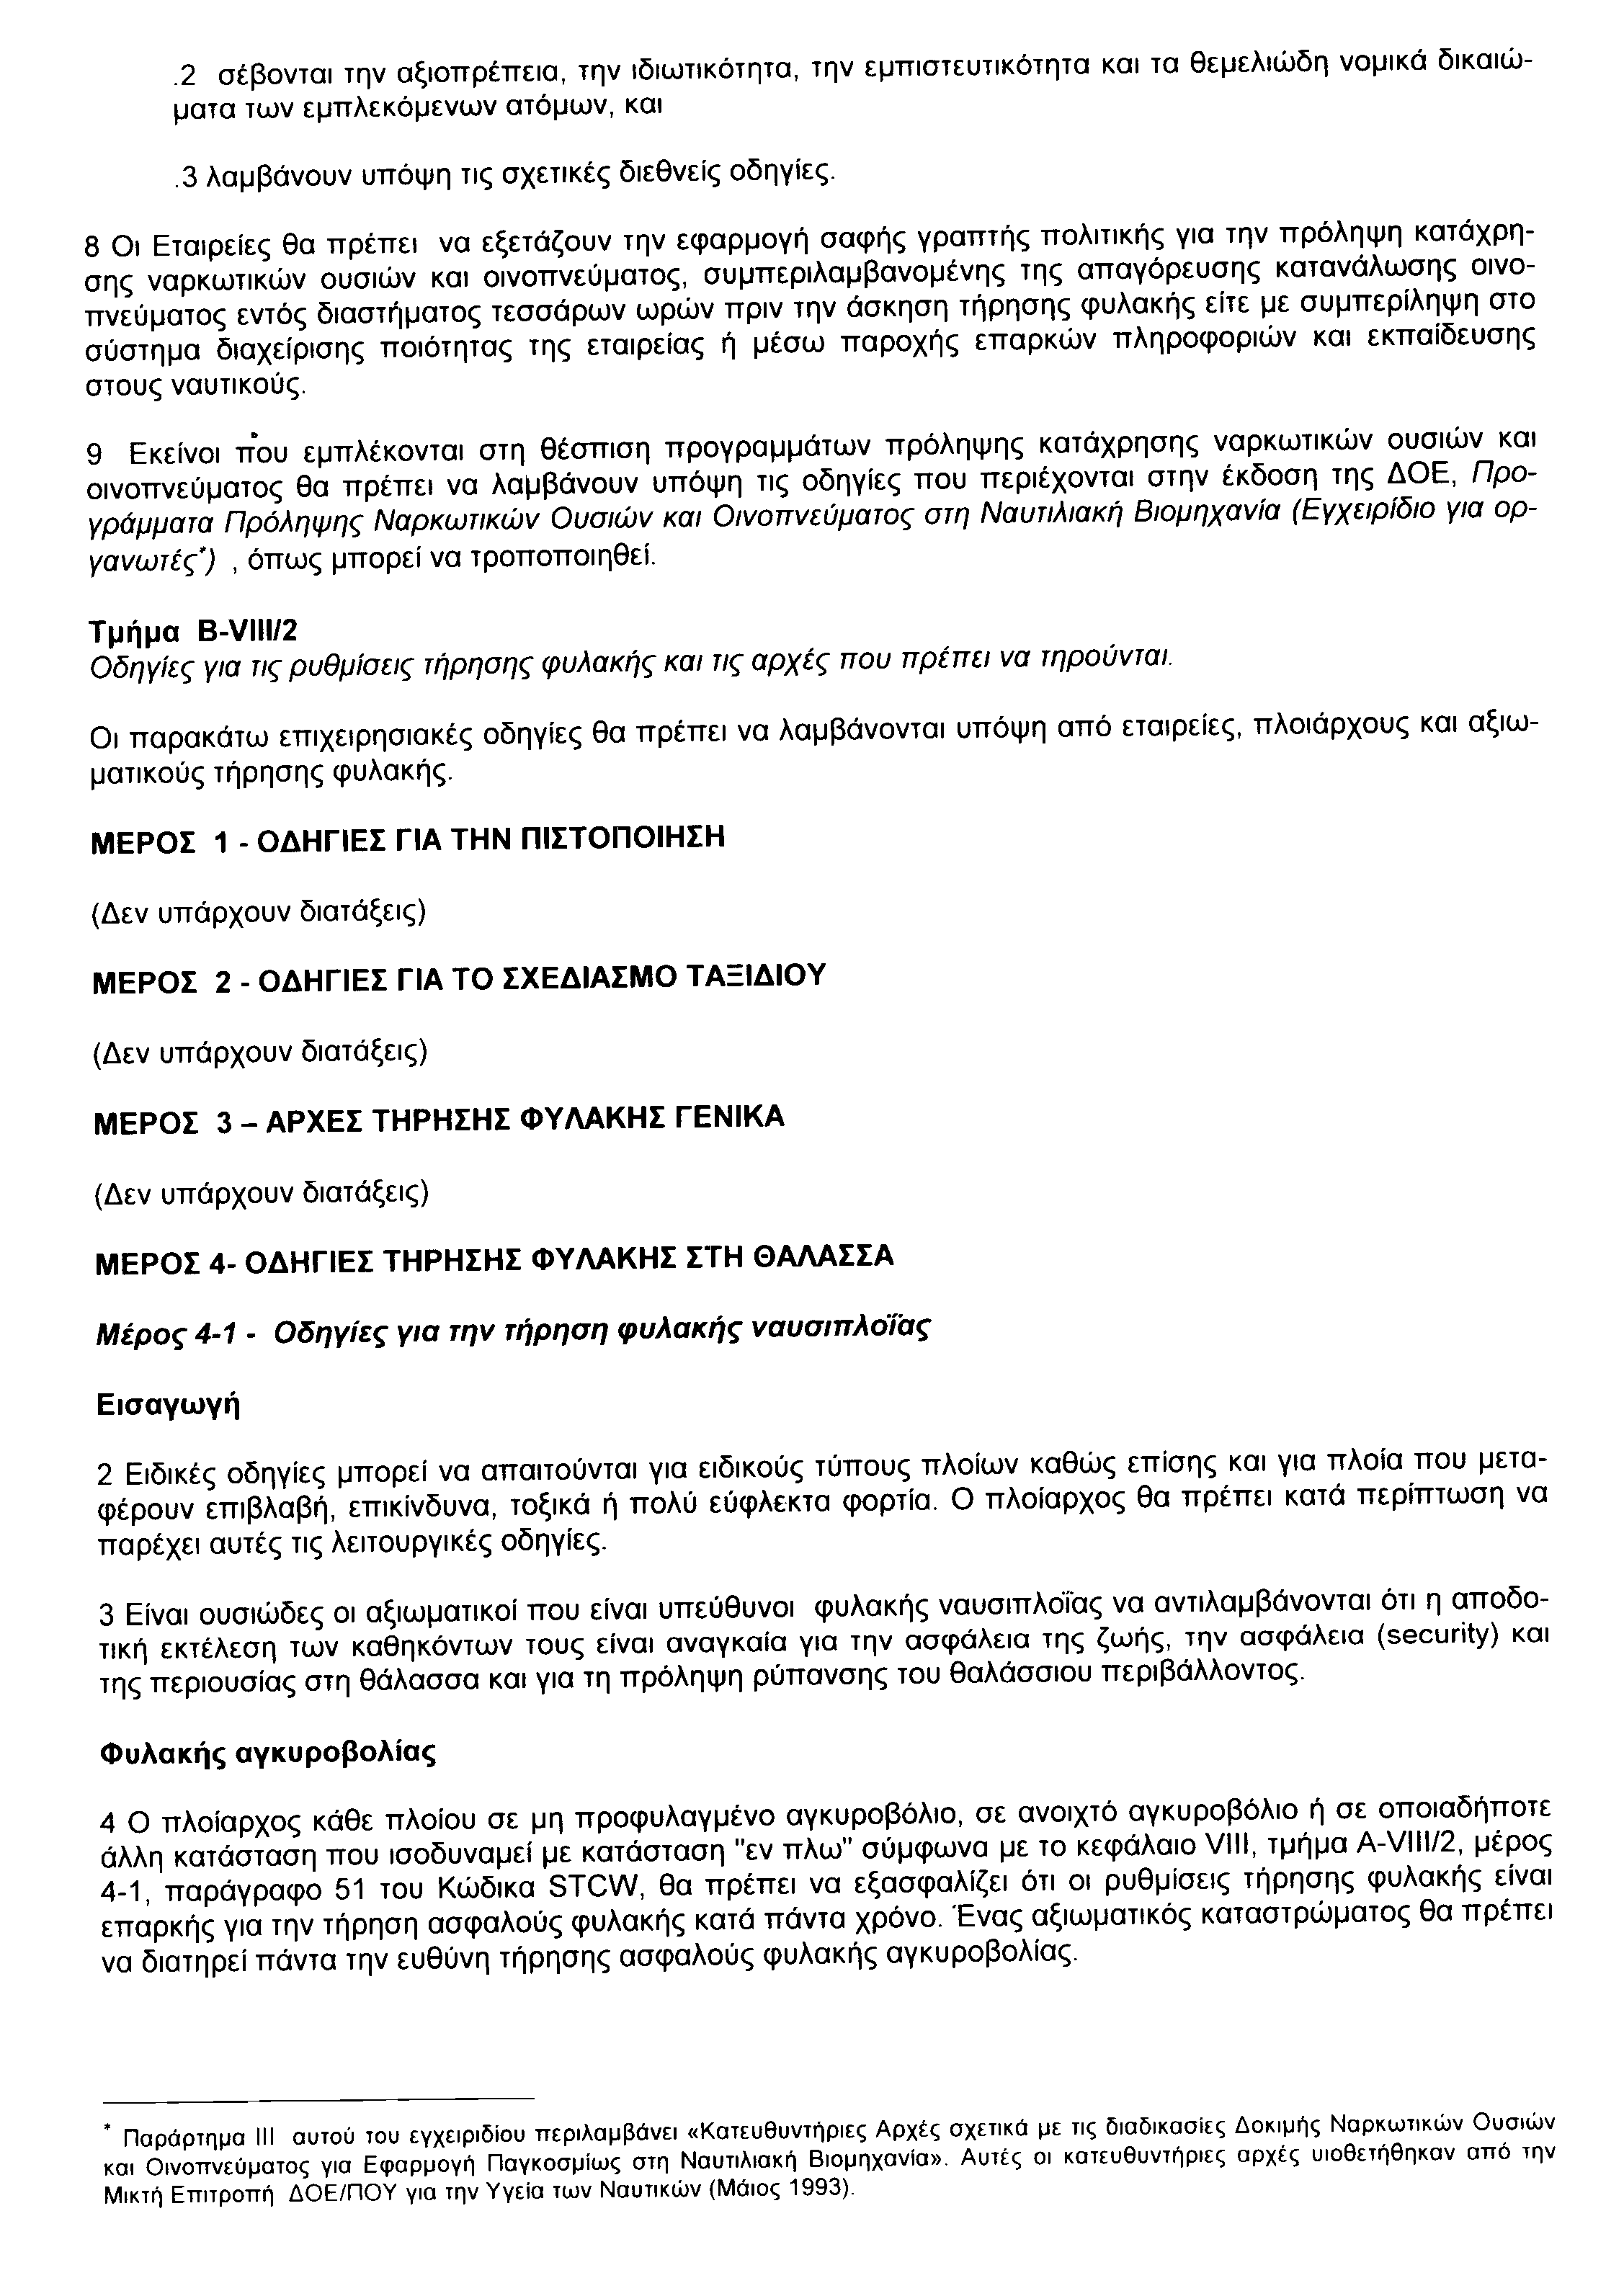 .2 σέβονται την αξιοπρέπεια, την ιδιωτικότητα, την εμπιστευτικότητα και τα θεμελιώδη νομικά δικαιώ-
ματα των εμπλεκόμενων ατόμων, και
.3 λαμβάνουν υπόψη τις σχετικές διεθνείς οδηγίες.
8 Οι Εταιρείες θα πρέπει να εξετάζουν την εφαρμογή σαφής γραπτής πολιτικής για την πρόληψη κατάχρη-
σης ναρκωτικών ουσιών και οινοπνεύματος, συμπεριλαμβανομένης της απαγόρευσης κατανάλωσης οινο-
πνεύματος εντός διαστήματος τεσσάρων ωρών πριν την άσκηση τήρησης φυλακής είτε με συμπερίληψη στο
σύστημα διαχείρισης ποιότητας της εταιρείας ή μέσω παροχής επαρκών πληροφοριών και εκπαίδευσης
στους ναυτικούς.
9 Εκείνοι που εμπλέκονται στη θέσπιση προγραμμάτων πρόληψης κατάχρησης ναρκωτικών ουσιών και
οινοπνεύματος θα πρέπει να λαμβάνουν υπόψη τις οδηγίες που περιέχονται στην έκδοση της ΔΟΕ, Προ-
γράμματα Πρόληψης Ναρκωτικών Ουσιών και Οινοπνεύματος στη Ναυτιλιακή Βιομηχανία (Εγχειρίδιο για ορ-
γανωτές*) , όπως μπορεί να τροποποιηθεί.
Τμήμα B-VIII/2
Οδηγίες για τις ρυθμίσεις τήρησης φυλακής και τις αρχές που πρέπει να τηρούνται.
Οι παρακάτω επιχειρησιακές οδηγίες θα πρέπει να λαμβάνονται υπόψη από εταιρείες, πλοιάρχους και αξιω-
ματικούς τήρησης φυλακής.
ΜΕΡΟΣ 1 - ΟΔΗΓΙΕΣ ΓΙΑ ΤΗΝ ΠΙΣΤΟΠΟΙΗΣΗ
(Δεν υπάρχουν διατάξεις)
ΜΕΡΟΣ 2 - ΟΔΗΓΙΕΣ ΓΙΑ ΤΟ ΣΧΕΔΙΑΣΜΟ ΤΑΞΙΔΙΟΥ
(Δεν υπάρχουν διατάξεις)
ΜΕΡΟΣ 3 – ΑΡΧΕΣ ΤΗΡΗΣΗΣ ΦΥΛΑΚΗΣ ΓΕΝΙΚΑ
(Δεν υπάρχουν διατάξεις)
ΜΕΡΟΣ 4- ΟΔΗΓΙΕΣ ΤΗΡΗΣΗΣ ΦΥΛΑΚΗΣ ΣΤΗ ΘΑΛΑΣΣΑ
Μέρος 4-1 - Οδηγίες για την τήρηση φυλακής ναυσιπλοΐας
Εισαγωγή
2 Ειδικές οδηγίες μπορεί να απαιτούνται για ειδικούς τύπους πλοίων καθώς επίσης και για πλοία που μετα-
φέρουν επιβλαβή, επικίνδυνα, τοξικά ή πολύ εύφλεκτα φορτία. Ο πλοίαρχος θα πρέπει κατά περίπτωση να
παρέχει αυτές τις λειτουργικές οδηγίες.
3 Είναι ουσιώδες οι αξιωματικοί που είναι υπεύθυνοι φυλακής ναυσιπλοΐας να αντιλαμβάνονται ότι η αποδο-
τική εκτέλεση των καθηκόντων τους είναι αναγκαία για την ασφάλεια της ζωής, την ασφάλεια (security) και
της περιουσίας στη θάλασσα και για τη πρόληψη ρύπανσης του θαλάσσιου περιβάλλοντος.
Φυλακής αγκυροβολίας
4 Ο πλοίαρχος κάθε πλοίου σε μη προφυλαγμένο αγκυροβόλιο, σε ανοιχτό αγκυροβόλιο ή σε οποιαδήποτε
άλλη κατάσταση που ισοδυναμεί με κατάσταση "εν πλω" σύμφωνα με το κεφάλαιο VIII, τμήμα A-VIII/2, μέρος
4-1, παράγραφο 51 του Κώδικα STCW, θα πρέπει να εξασφαλίζει ότι οι ρυθμίσεις τήρησης φυλακής είναι
επαρκής για την τήρηση ασφαλούς φυλακής κατά πάντα χρόνο. Ένας αξιωματικός καταστρώματος θα πρέπει
να διατηρεί πάντα την ευθύνη τήρησης ασφαλούς φυλακής αγκυροβολίας.
* Παράρτημα III αυτού του εγχειριδίου περιλαμβάνει «Κατευθυντήριες Αρχές σχετικά με τις διαδικασίες Δοκιμής Ναρκωτικών Ουσιών
και Οινοπνεύματος για Εφαρμογή Παγκοσμίως στη Ναυτιλιακή Βιομηχανία». Αυτές οι κατευθυντήριες αρχές υιοθετήθηκαν από την
Μικτή Επιτροπή ΔΟΕ/ΠΟΥ για την Υγεία των Ναυτικών (Μάιος 1993).